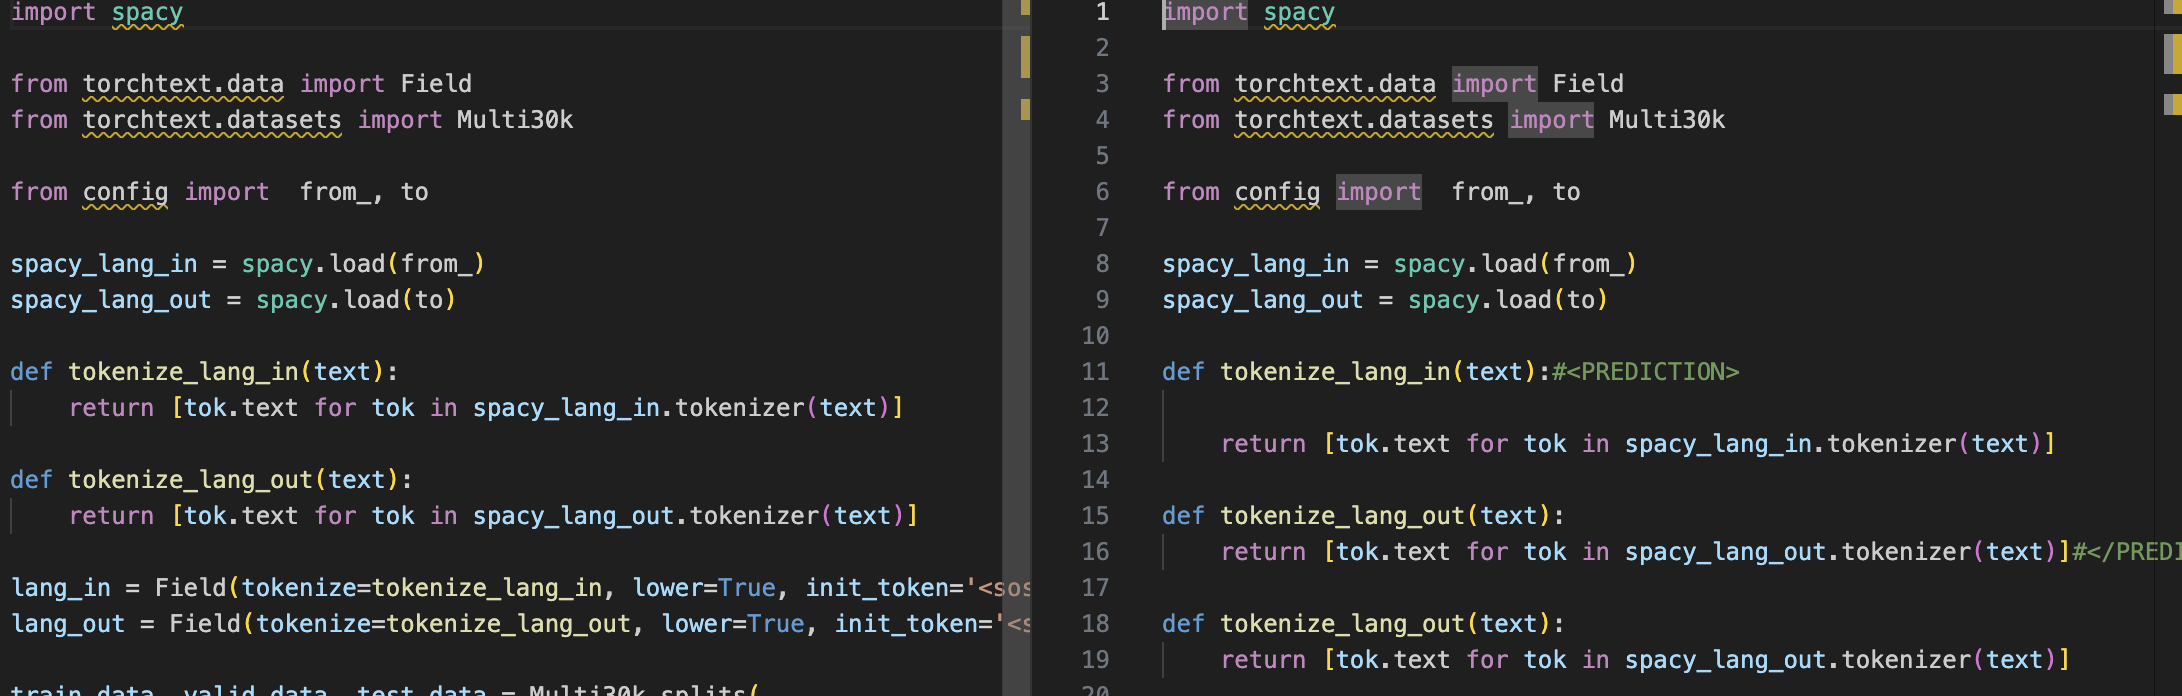 import spacy
from torchtext.data import Field
from torchtext.datasets import Multi30k
from config import  from_, to
spacy_lang_in = spacy.load(from_)
spacy_lang_out = spacy.load(to)
def tokenize_lang_in(text):
    return [tok.text for tok in spacy_lang_in.tokenizer(text)]
def tokenize_lang_out(text):
    return [tok.text for tok in spacy_lang_out.tokenizer(text)]
lang_in = Field(tokenize=tokenize_lang_in, lower=True, init_token='<sos
lang_out = Field(tokenize=tokenize_lang_out, lower=True, init_token='<s
train_data, valid_data, test_data = Multi30k.splits(
1 import spacy
2
3 from torchtext.data import Field
4 from torchtext.datasets import Multi30k
5
6 from config import  from_, to
7
8 spacy_lang_in = spacy.load(from_)
9 spacy_lang_out = spacy.load(to)
10
11 def tokenize_lang_in(text):#<PREDICTION>
12
13     return [tok.text for tok in spacy_lang_in.tokenizer(text)]
14
15 def tokenize_lang_out(text):
16     return [tok.text for tok in spacy_lang_out.tokenizer(text)]#</PREDI
17
18 def tokenize_lang_out(text):
19     return [tok.text for tok in spacy_lang_out.tokenizer(text)]
20